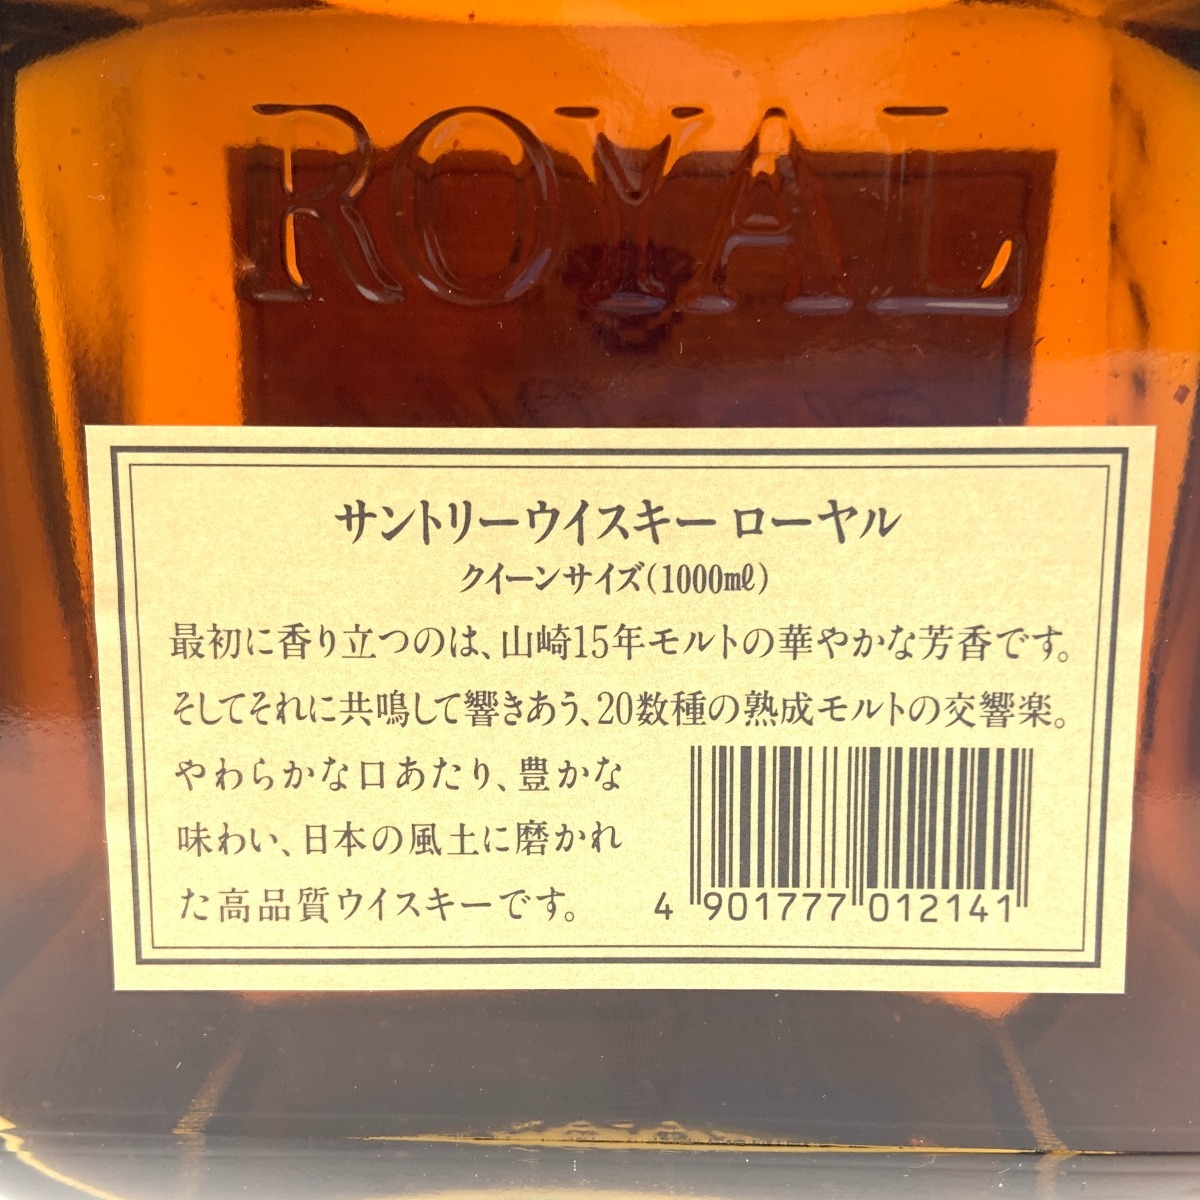 ROYAL
サントリーウイスキー ローヤル
クイーンサイズ(1000mℓ)
最初に香り立つのは、山崎15年モルトの華やかな芳香です。
そしてそれに共鳴して響きあう、20数種の熟成モルトの交響楽。
やわらかな口あたり、豊かな
味わい、日本の風土に磨かれ
た高品質ウイスキーです。
4 901777 012141